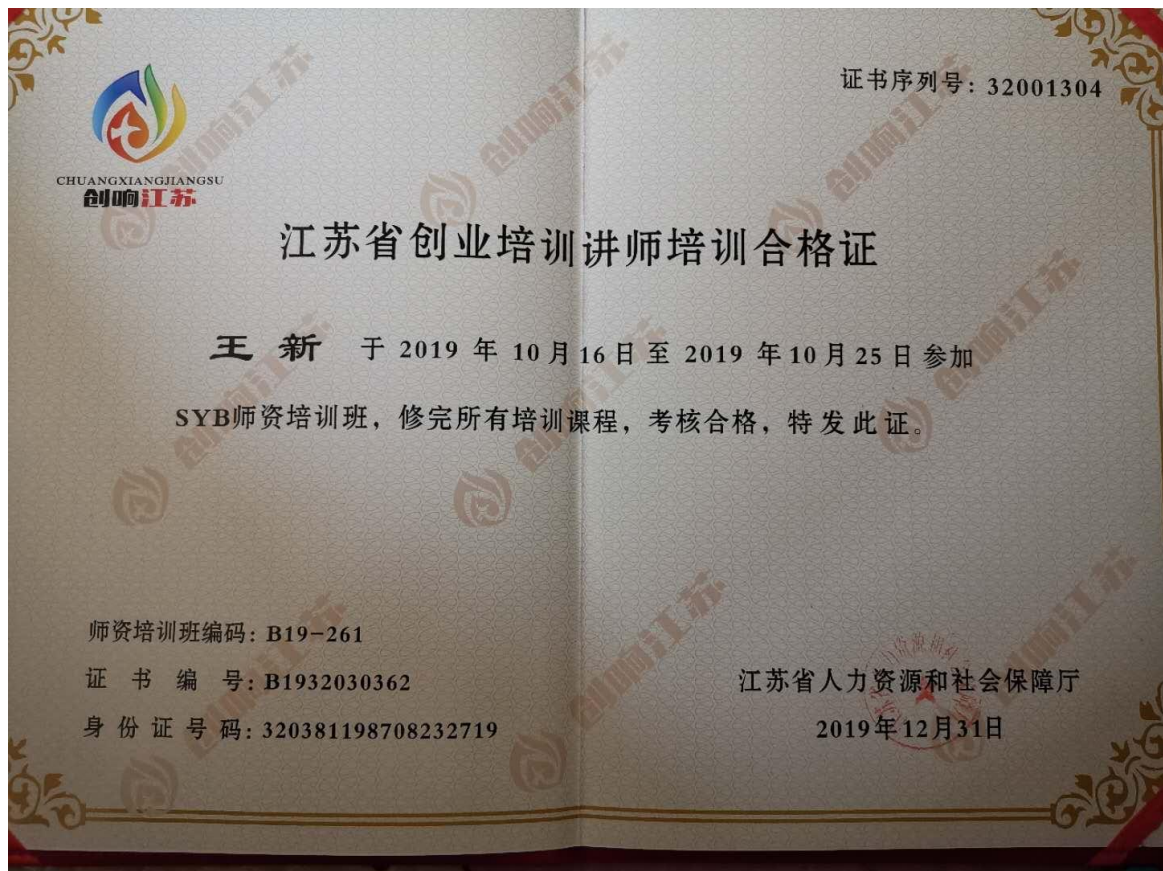 证书序列号：32001304
CHUANGXIANGJIANGSU
创响江苏
江苏省创业培训讲师培训合格证
王新 于 2019 年 10月16日至 2019 年10月25日参加
SYB师资培训班，修完所有培训课程，考核合格，特发此证。
师资培训班编码：B19-261
证书编号：B1932030362
身份证号码：320381198708232719
江苏省人力资源和社会保障厅
2019年12月31日